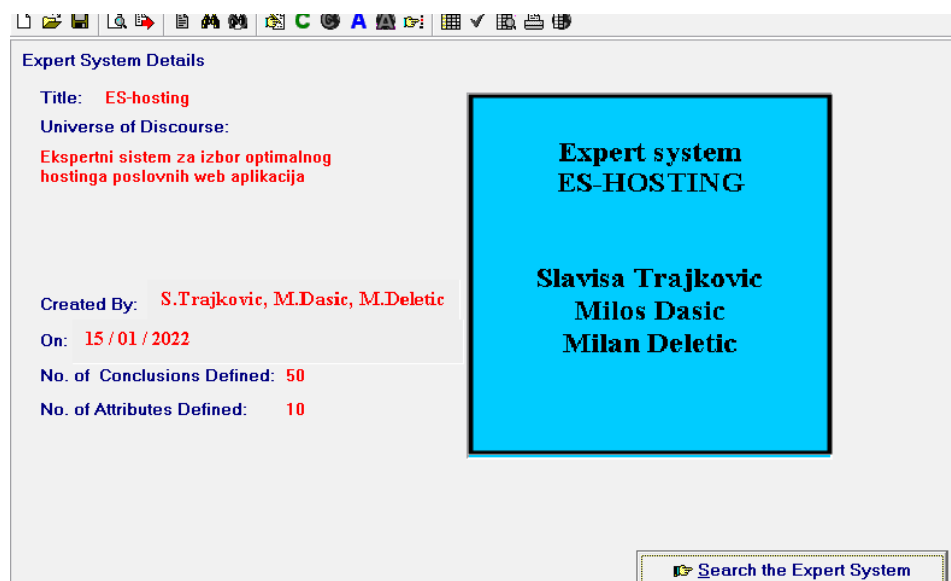 C A
Expert System Details
Title: ES-hosting
Universe of Discourse:
Ekspertni sistem za izbor optimalnog
hostinga poslovnih web aplikacija
Created By: S.Trajkovic, M.Dasic, M.Deletic
On: 15 / 01 / 2022
No. of Conclusions Defined: 50
No. of Attributes Defined: 10
Expert system
ES-HOSTING
Slavisa Trajkovic
Milos Dasic
Milan Deletic
Search the Expert System